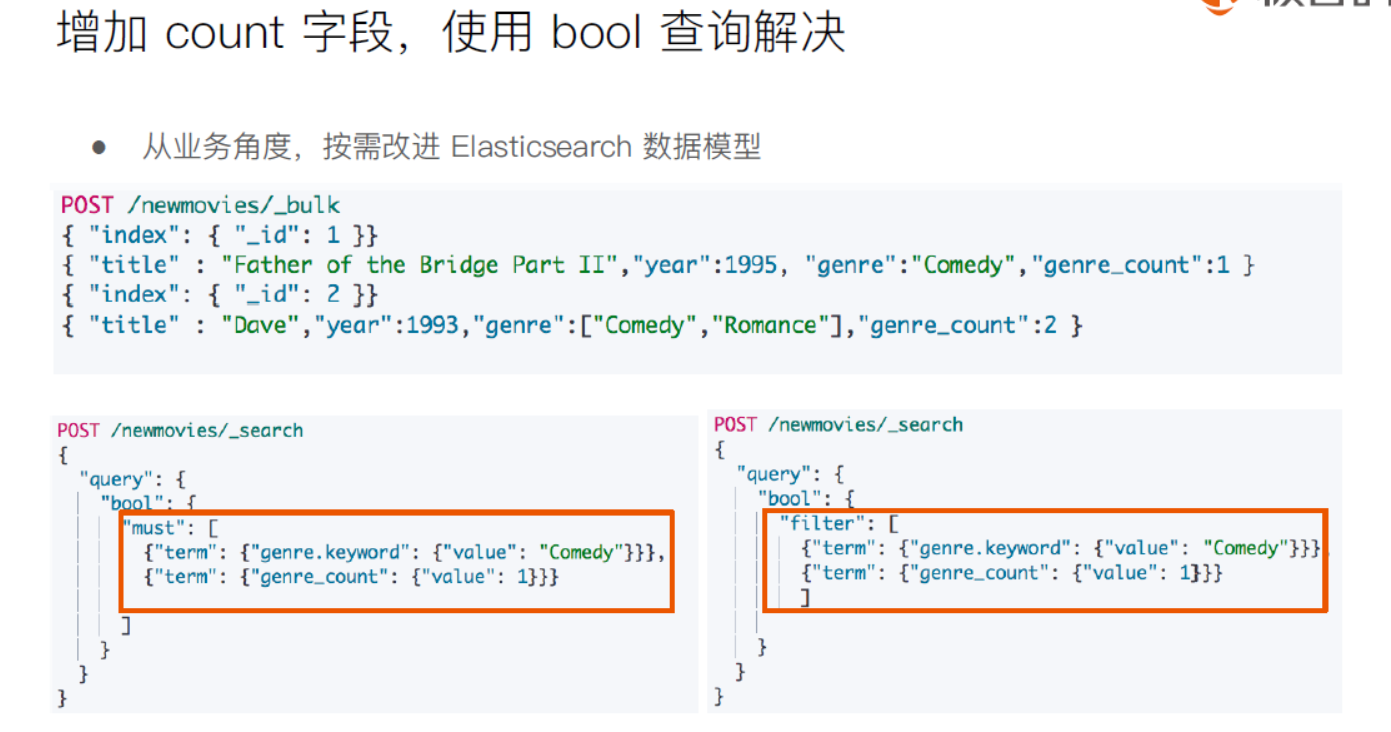 增加 count 字段，使用 bool 查询解决
● 从业务角度，按需改进 Elasticsearch 数据模型
POST /newmovies/_bulk
{ "index": { "_id": 1 }}
{ "title" : "Father of the Bridge Part II","year":1995, "genre":"Comedy","genre_count":1 }
{ "index": { "_id": 2 }}
{ "title" : "Dave","year":1993,"genre":["Comedy","Romance"],"genre_count":2 }
POST /newmovies/_search
{
"query": {
"bool": {
"must": [
{"term": {"genre.keyword": {"value": "Comedy"}}},
{"term": {"genre_count": {"value": 1}}}
]
}
}
}
POST /newmovies/_search
{
"query": {
"bool": {
"filter": [
{"term": {"genre.keyword": {"value": "Comedy"}}},
{"term": {"genre_count": {"value": 1}}}
]
}
}
}